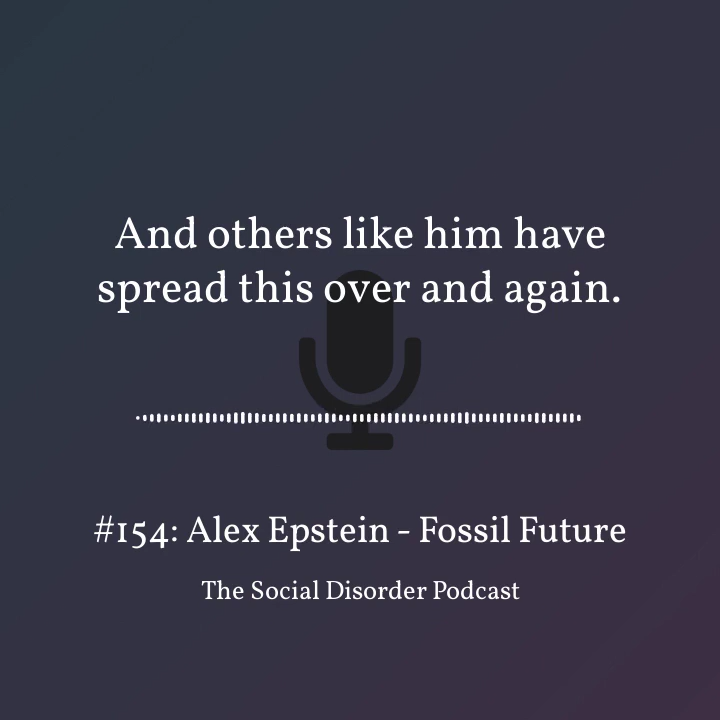 And others like him have
spread this over and again.
#154: Alex Epstein - Fossil Future
The Social Disorder Podcast